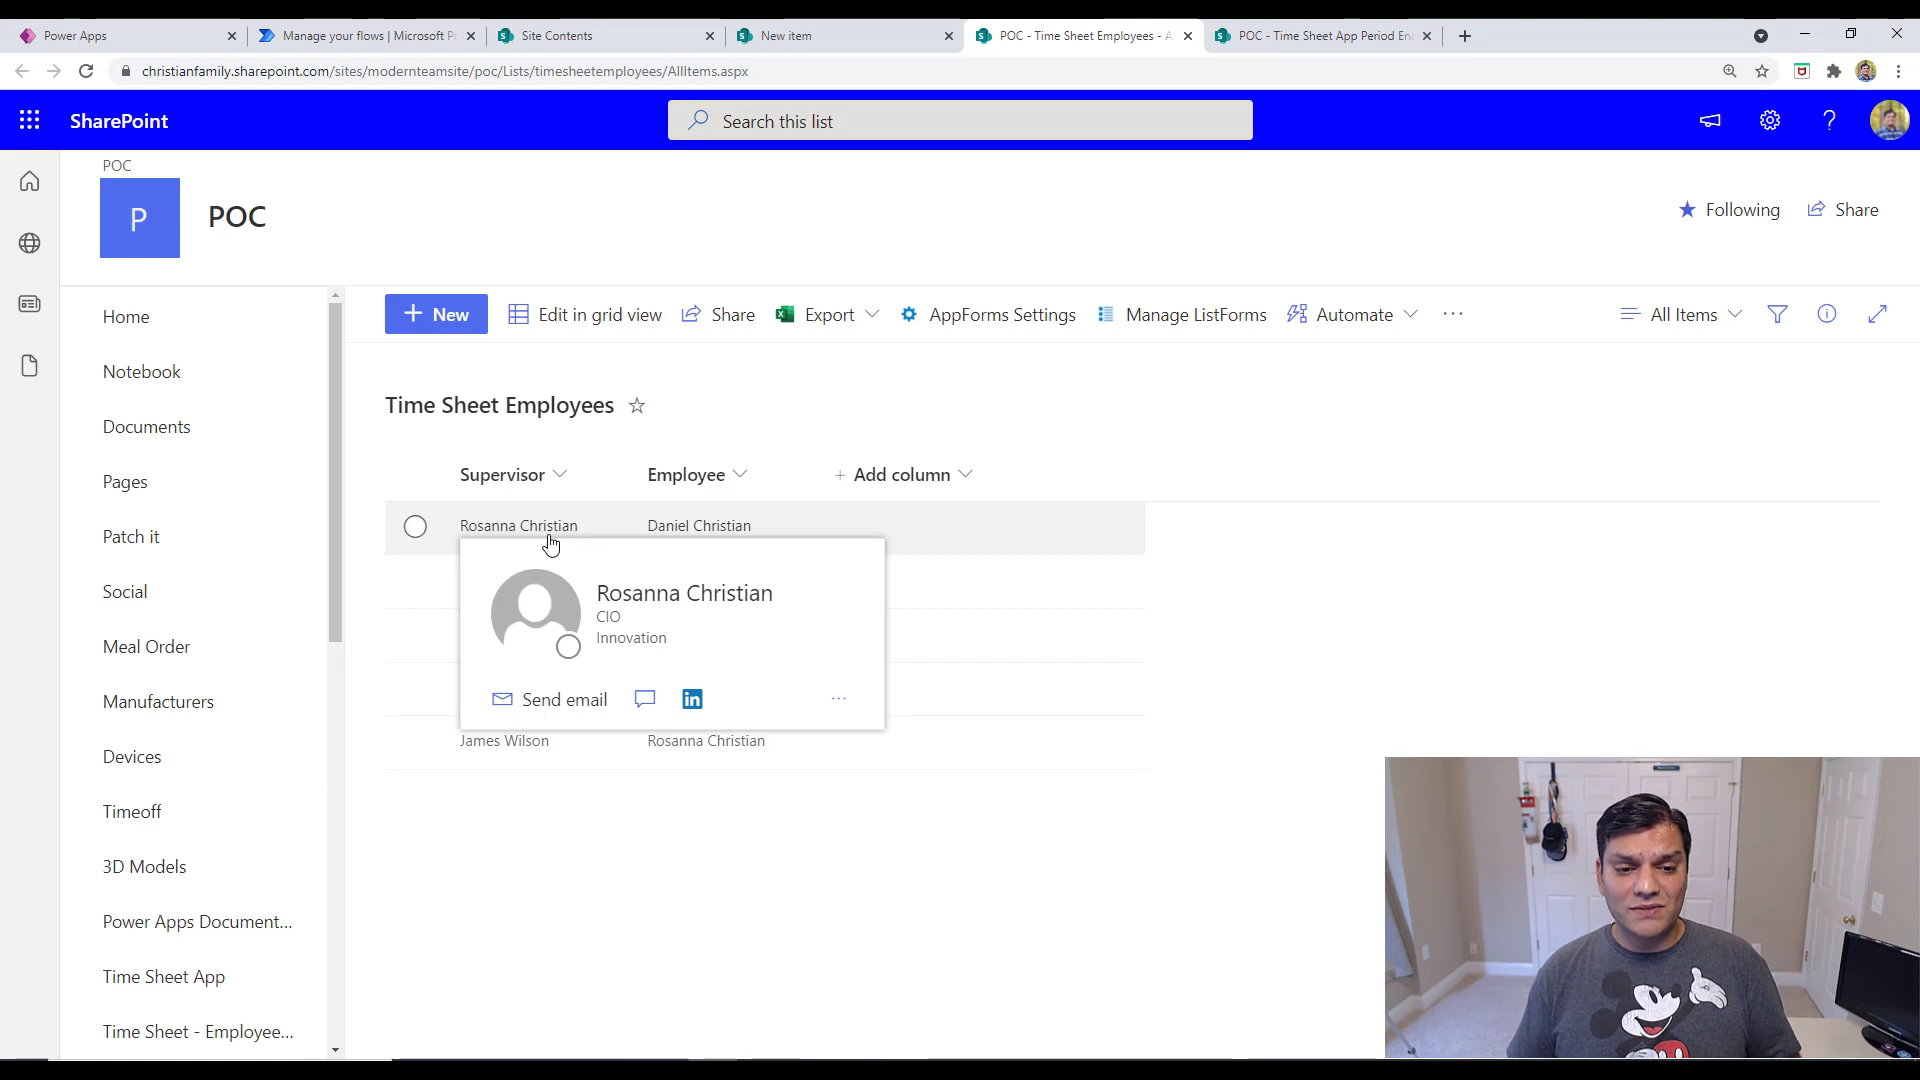 Power Apps
Manage your flows | Microsoft Po
Site Contents
New item
POC - Time Sheet Employees - A
POC - Time Sheet App Period En
christianfamily.sharepoint.com/sites/modernteamsite/poc/Lists/timesheetemployees/AllItems.aspx
SharePoint
Search this list
POC
P
POC
Following
Share
Home
Notebook
Documents
Pages
Patch it
Social
Meal Order
Manufacturers
Devices
Timeoff
3D Models
Power Apps Document...
Time Sheet App
Time Sheet - Employee...
New
Edit in grid view
Share
Export
AppForms Settings
Manage ListForms
Automate
All Items
Time Sheet Employees
Supervisor
Employee
Add column
Rosanna Christian
Daniel Christian
Rosanna Christian
CIO
Innovation
Send email
in
James Wilson
Rosanna Christian